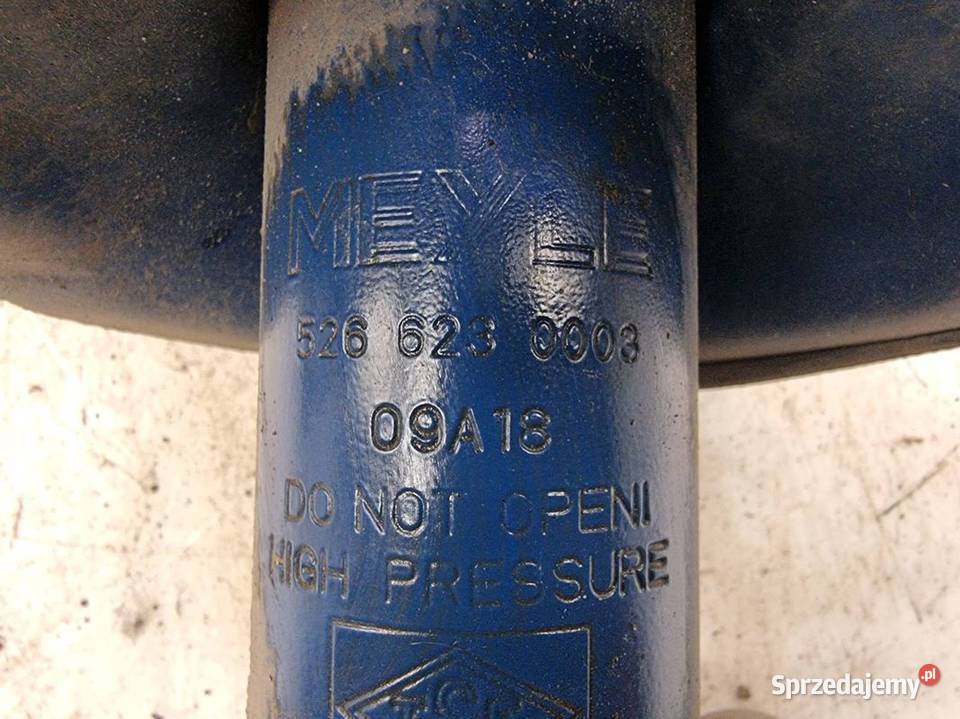 MEYLE
526 623 0003
09A18
DO NOT OPEN!
HIGH PRESSURE
Sprzedajemy.pl